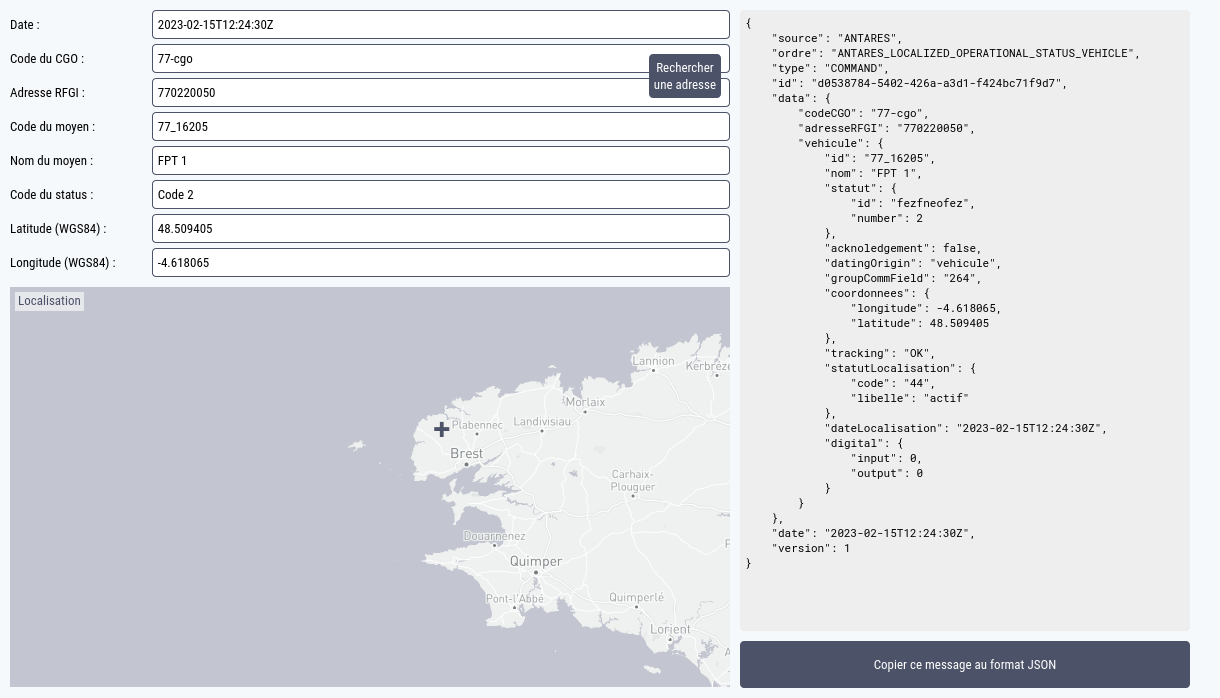 Date :
2023-02-15T12:24:30Z
Code du CGO :
77-cgo
Rechercher
une adresse
Adresse RFGI :
770220050
Code du moyen :
77_16205
Nom du moyen :
FPT 1
Code du status :
Code 2
Latitude (WGS84) :
48.509405
Longitude (WGS84) :
-4.618065
Localisation
Lannion
Morlaix
Plabennec
Landivisiau
Brest
Carhaix-
Plouguer
Douarnenez
Quimper
Pont-l'Abbé
Quimperlé
Lorient
{
"source": "ANTARES",
"ordre": "ANTARES_LOCALIZED_OPERATIONAL_STATUS_VEHICLE",
"type": "COMMAND",
"id": "d0538784-5402-426a-a3d1-f424bc71f9d7",
"data": {
"codeCGO": "77-cgo",
"adresseRFGI": "770220050",
"vehicule": {
"id": "77_16205",
"nom": "FPT 1",
"statut": {
"id": "fezfneofez",
"number": 2
},
"acknoledgement": false,
"datingOrigin": "vehicule",
"groupCommField": "264",
"coordonnees": {
"longitude": -4.618065,
"latitude": 48.509405
},
"tracking": "OK",
"statutLocalisation": {
"code": "44",
"libelle": "actif"
},
"dateLocalisation": "2023-02-15T12:24:30Z",
"digital": {
"input": 0,
"output": 0
}
}
},
"date": "2023-02-15T12:24:30Z",
"version": 1
}
Copier ce message au format JSON